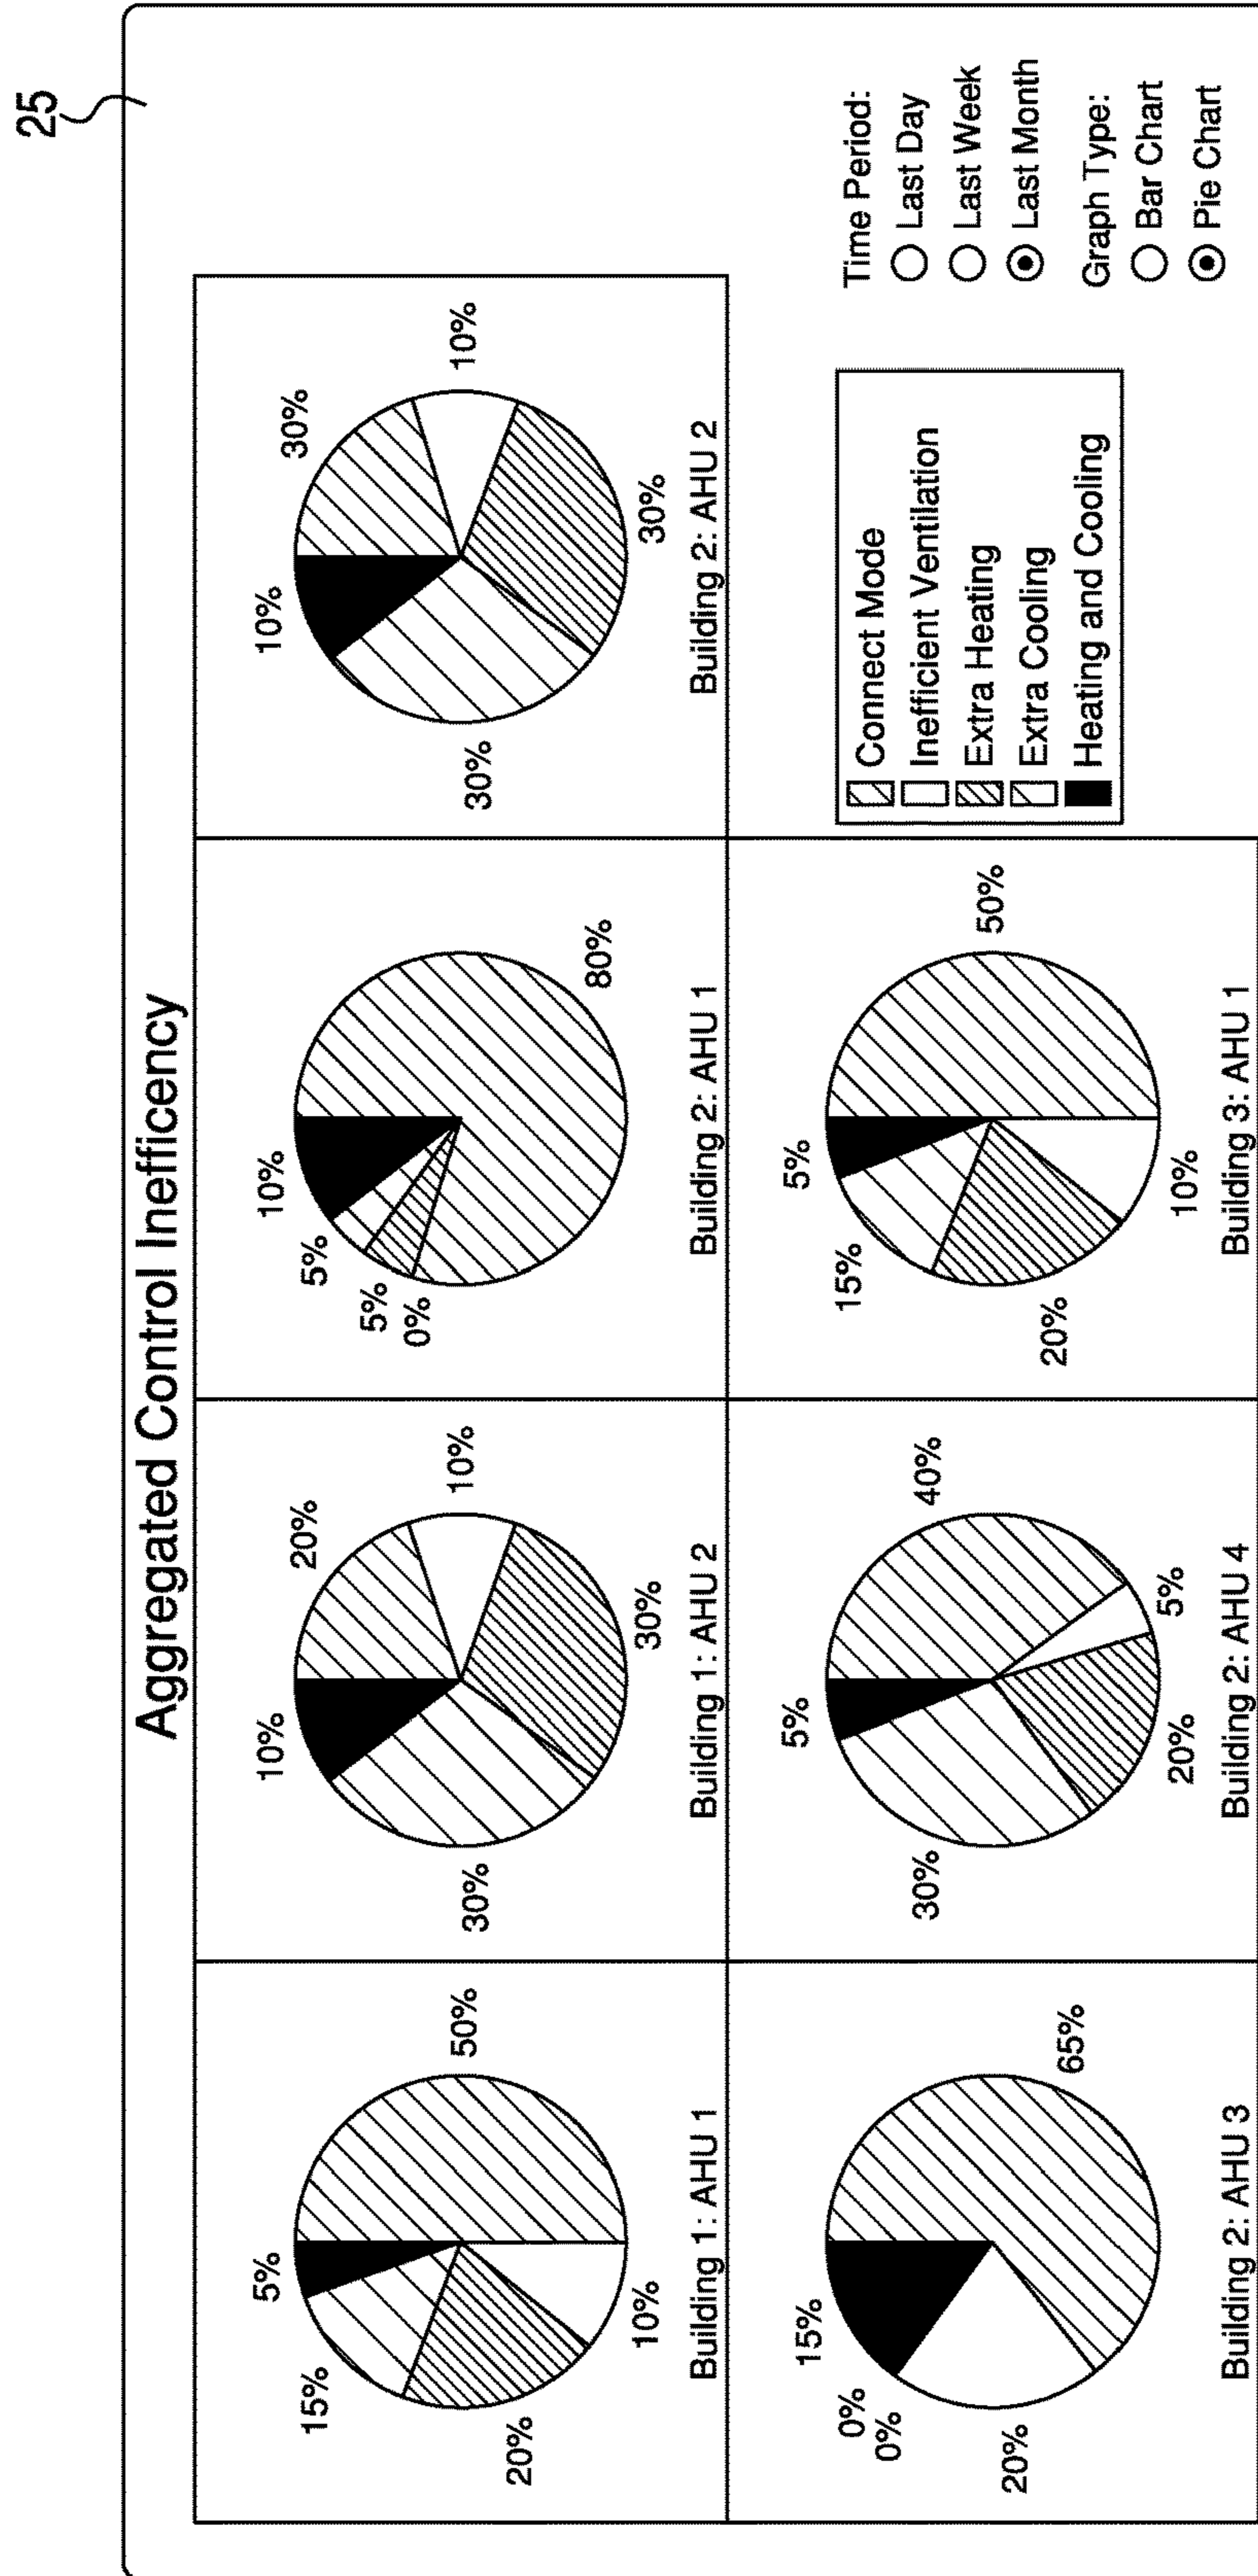 25
Aggregated Control Inefficency
5%
50%
15%
20%
10%
Building 1: AHU 1
10%
20%
10%
30%
30%
Building 1: AHU 2
10%
5%
5%
0%
80%
Building 2: AHU 1
10%
30%
10%
30%
30%
Building 2: AHU 2
15%
0%
0%
20%
65%
Building 2: AHU 3
5%
40%
30%
5%
20%
Building 2: AHU 4
5%
50%
15%
20%
10%
Building 3: AHU 1
Connect Mode
Inefficient Ventilation
Extra Heating
Extra Cooling
Heating and Cooling
Time Period:
Last Day
Last Week
Last Month
Graph Type:
Bar Chart
Pie Chart